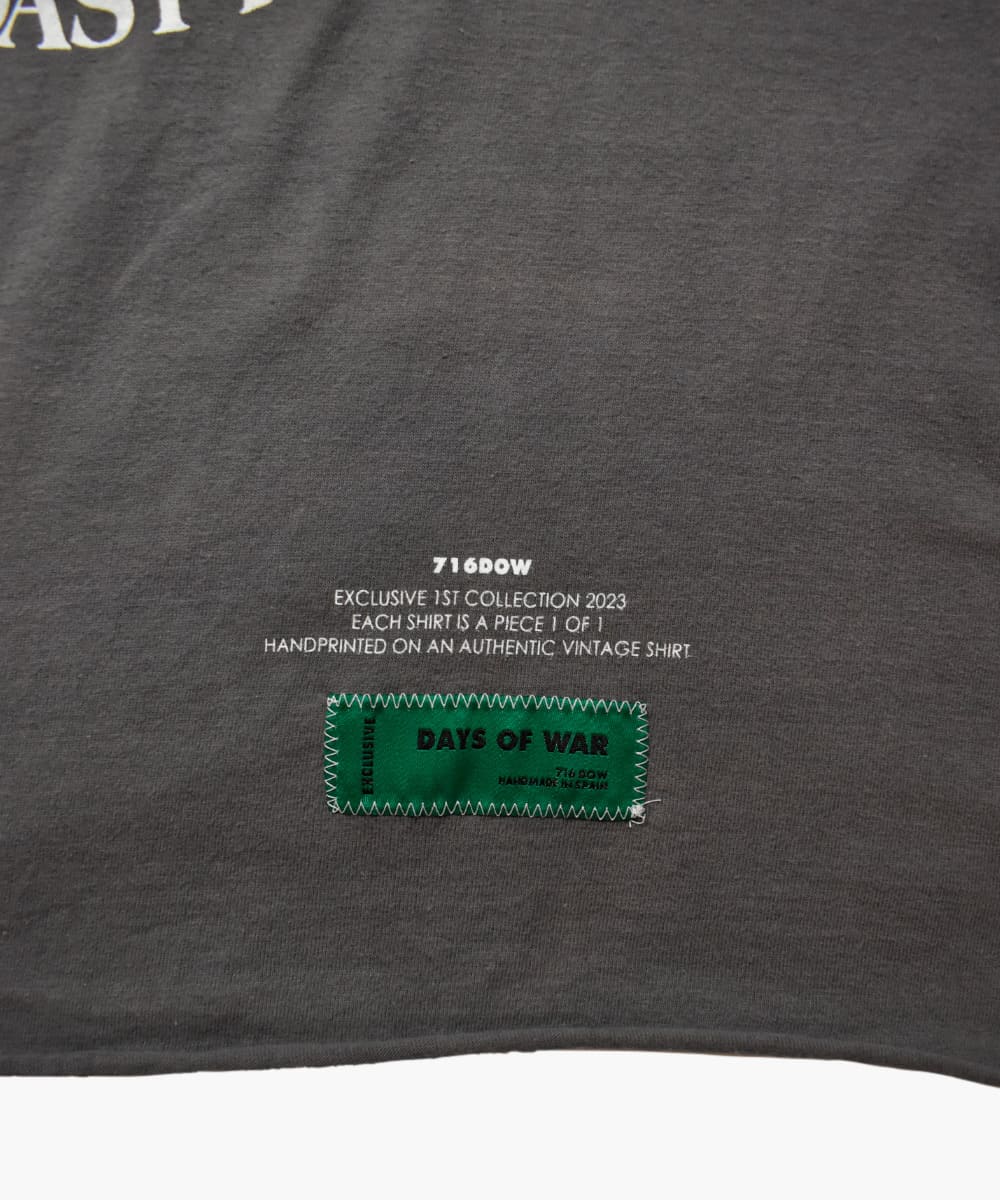 716DOW
EXCLUSIVE 1ST COLLECTION 2023
EACH SHIRT IS A PIECE 1 OF 1
HANDPRINTED ON AN AUTHENTIC VINTAGE SHIRT
EXCLUSIVE
DAYS OF WAR
716 DOW
HANDMADE IN SPAIN